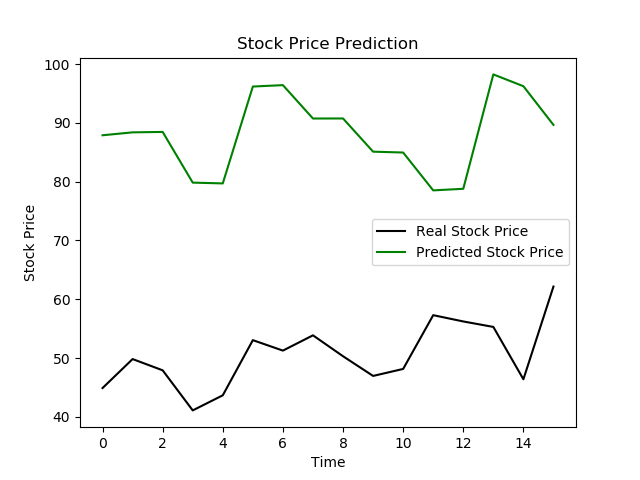 Stock Price Prediction
100
90
80
70
60
50
40
Stock Price
Real Stock Price
Predicted Stock Price
0 2 4 6 8 10 12 14
Time